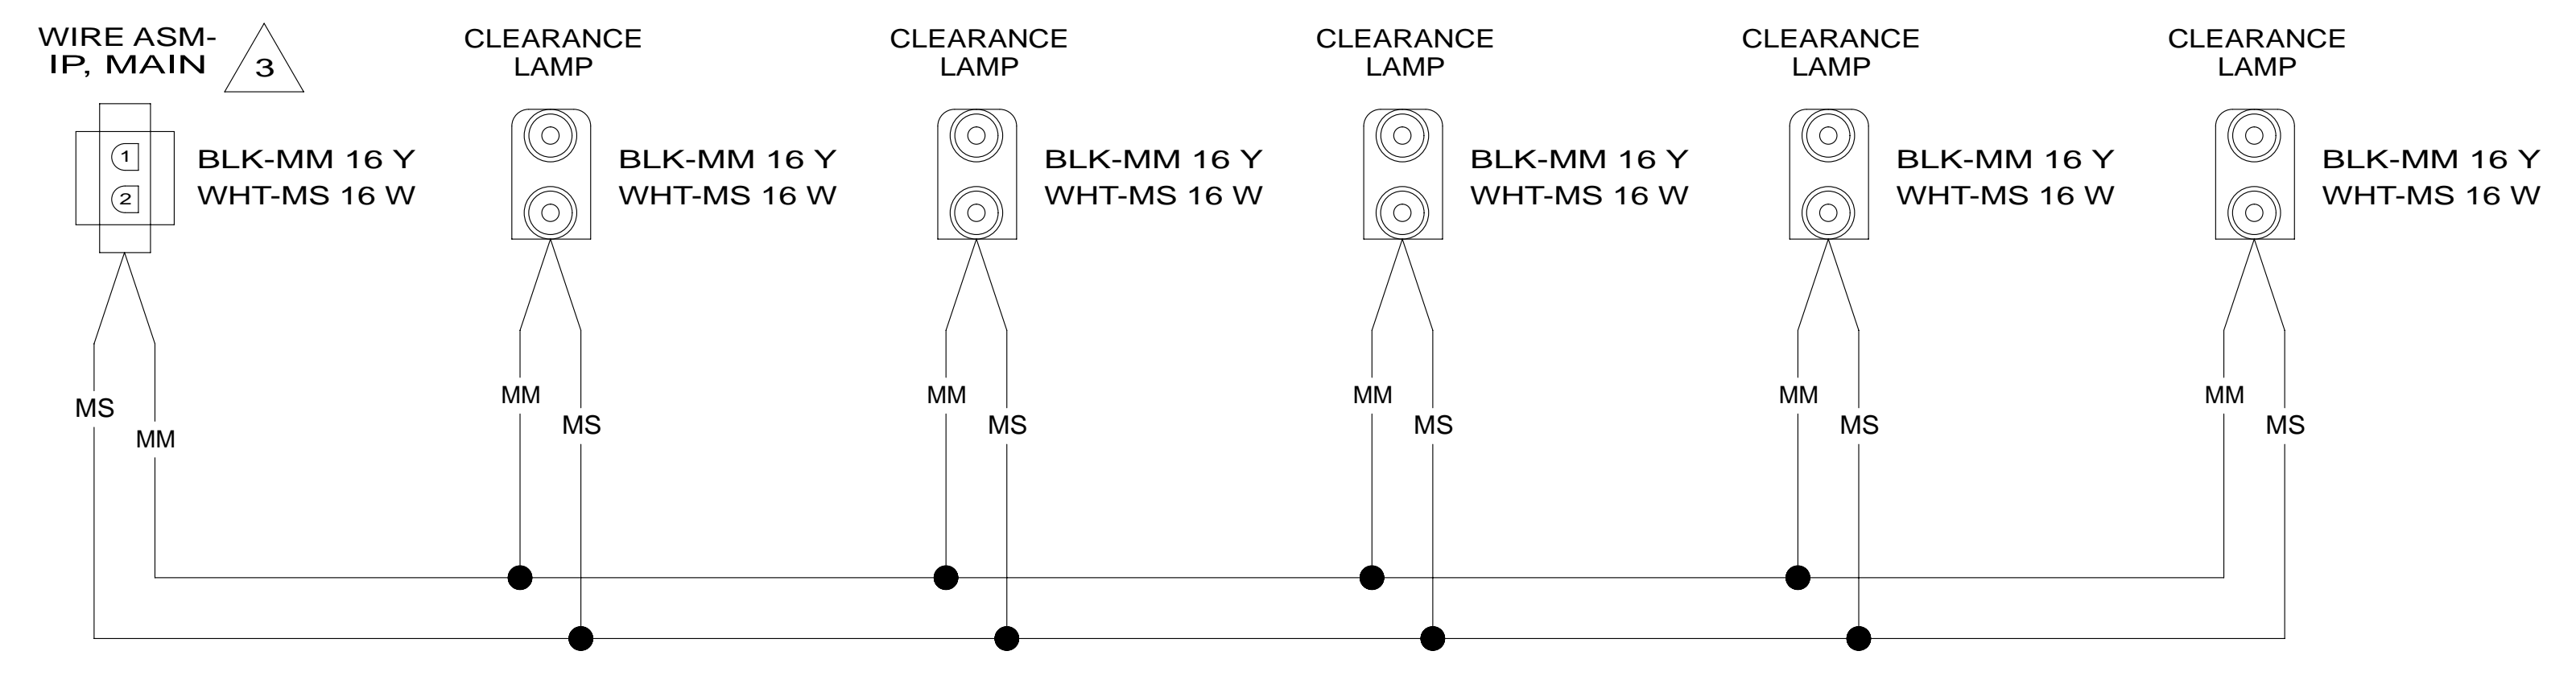 WIRE ASM-
IP, MAIN
3
CLEARANCE
LAMP
CLEARANCE
LAMP
CLEARANCE
LAMP
CLEARANCE
LAMP
CLEARANCE
LAMP
1
BLK-MM 16 Y
2
WHT-MS 16 W
BLK-MM 16 Y
WHT-MS 16 W
BLK-MM 16 Y
WHT-MS 16 W
BLK-MM 16 Y
WHT-MS 16 W
BLK-MM 16 Y
WHT-MS 16 W
BLK-MM 16 Y
WHT-MS 16 W
MS
MM
MM
MS
MM
MS
MM
MS
MM
MS
MM
MS